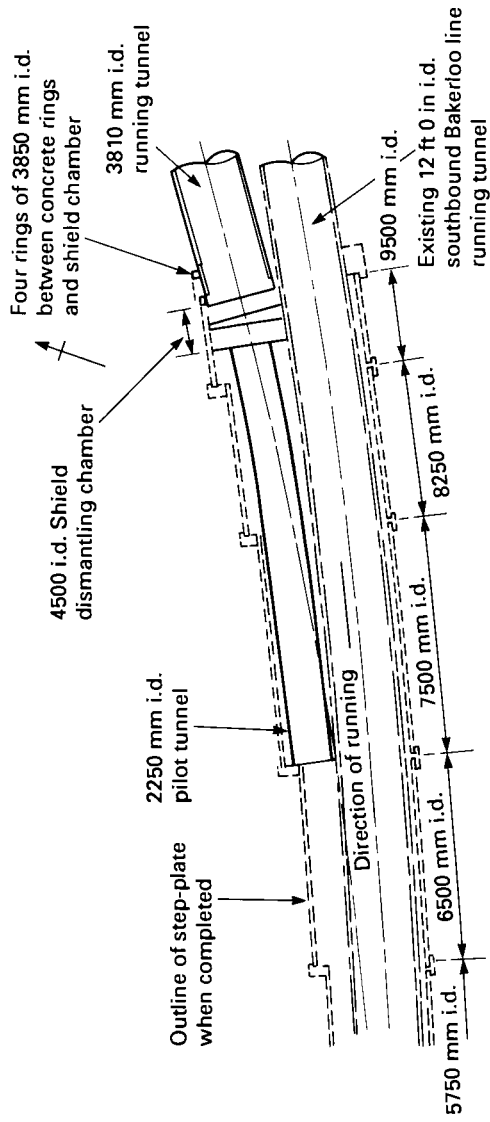 Four rings of 3850 mm i.d.
between concrete rings
and shield chamber
3810 mm i.d.
running tunnel
4500 i.d. Shield
dismantling chamber
2250 mm i.d.
pilot tunnel
Outline of step-plate
when completed
Direction of running
Existing 12 ft 0 in i.d.
southbound Bakerloo line
running tunnel
9500 mm i.d.
8250 mm i.d.
7500 mm i.d.
6500 mm i.d.
5750 mm i.d.